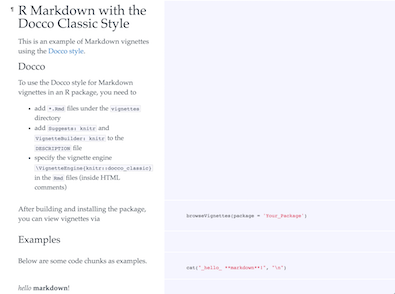 ¶ R Markdown with the
Docco Classic Style
This is an example of Markdown vignettes
using the Docco style.
Docco
To use the Docco style for Markdown
vignettes in an R package, you need to
• add *.Rmd files under the vignettes
directory
• add Suggests: knitr and
VignetteBuilder: knitr to the
DESCRIPTION file
• specify the vignette engine
\VignetteEngine{knitr::docco_classic}
in the Rmd files (inside HTML
comments)
After building and installing the package,
you can view vignettes via
browseVignettes(package = 'Your_Package')
Examples
Below are some code chunks as examples.
cat("_hello_ **markdown**!", "\n")
hello markdown!